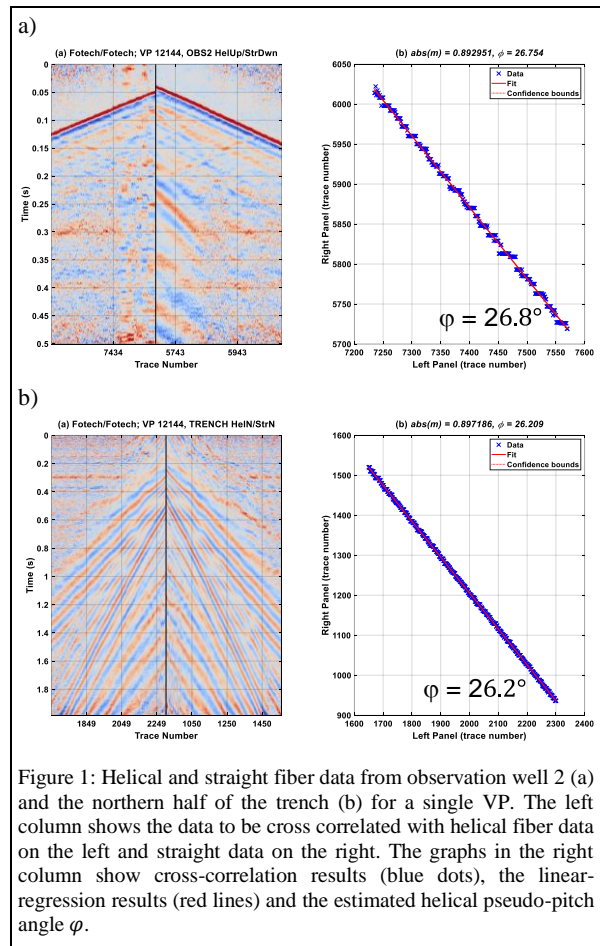 a)
(a) Fotech/Fotech; VP 12144, OBS2 HelUp/StrDwn
0
0.05
0.1
0.15
0.2
0.25
0.3
0.35
0.4
0.45
0.5
Time (s)
7434 5743 5943
Trace Number
(b) abs(m) = 0.892951, ϕ = 26.754
6050
6000
5950
5900
5850
5800
5750
5700
Right Panel (trace number)
Data
Fit
Confidence bounds
φ = 26.8°
7200 7250 7300 7350 7400 7450 7500 7550 7600
Left Panel (trace number)
b)
(a) Fotech/Fotech; VP 12144, TRENCH HelN/StrN
0
0.2
0.4
0.6
0.8
1
1.2
1.4
1.6
1.8
Time (s)
1849 2049 2249 1050 1250 1450
Trace Number
(b) abs(m) = 0.897186, ϕ = 26.209
1600
1500
1400
1300
1200
1100
1000
900
Right Panel (trace number)
Data
Fit
Confidence bounds
φ = 26.2°
1600 1700 1800 1900 2000 2100 2200 2300 2400
Left Panel (trace number)
Figure 1: Helical and straight fiber data from observation well 2 (a)
and the northern half of the trench (b) for a single VP. The left
column shows the data to be cross correlated with helical fiber data
on the left and straight data on the right. The graphs in the right
column show cross-correlation results (blue dots), the linear-
regression results (red lines) and the estimated helical pseudo-pitch
angle φ.